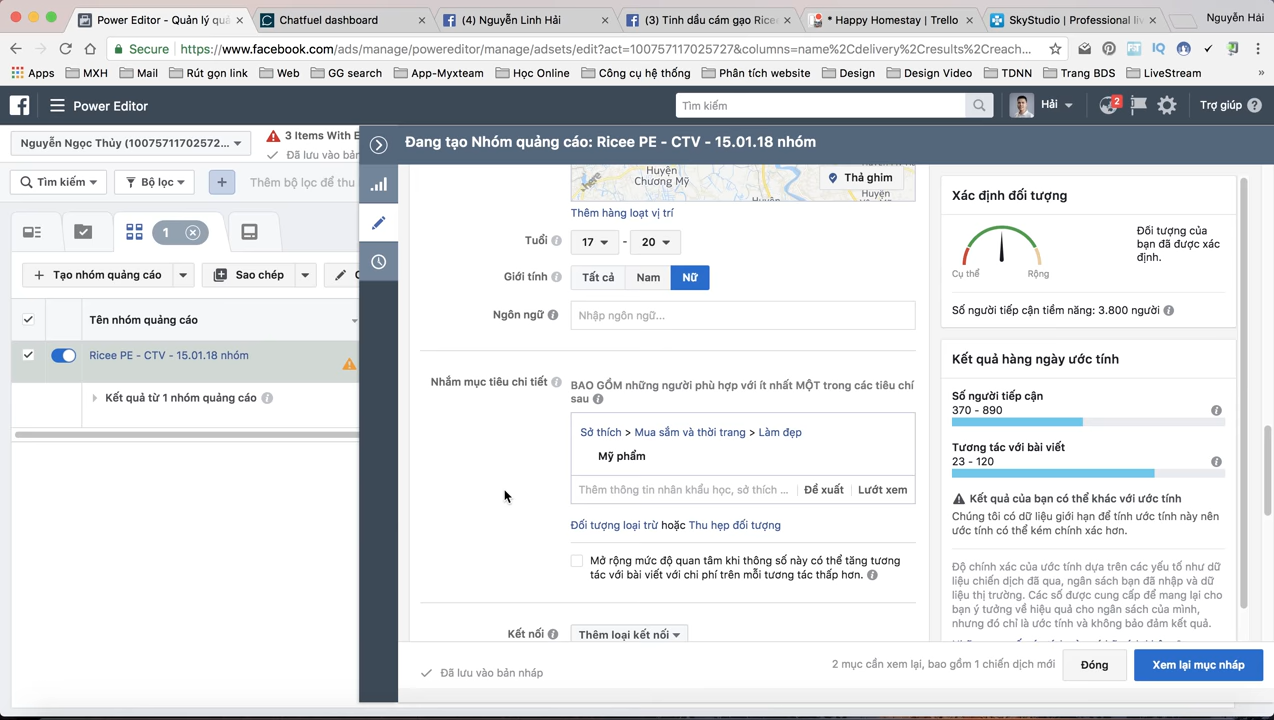 Power Editor - Quản lý quả
Chatfuel dashboard
(4) Nguyễn Linh Hải
(3) Tinh dầu cám gạo Ricee
* Happy Homestay | Trello
SkyStudio | Professional liv
Nguyễn Hải
Secure
https://www.facebook.com/ads/manage/powereditor/manage/adsets/edit?act=100757117025727&columns=name%2Cdelivery%2Cresults%2Creach...
Apps
MXH
Mail
Rút gọn link
Web
GG search
App-Myxteam
Học Online
Công cụ hệ thống
Phân tích website
Design
Design Video
TDNN
Trang BDS
LiveStream
»
Power Editor
Tìm kiếm
Hải
2
Trợ giúp
Nguyễn Ngọc Thủy (10075711702572...
3 Items With E
Đã lưu vào bản
Đang tạo Nhóm quảng cáo: Ricee PE - CTV - 15.01.18 nhóm
Tìm kiếm
Bộ lọc
+
Thêm bộ lọc để thu
1
+ Tạo nhóm quảng cáo
Sao chép
Tên nhóm quảng cáo
Ricee PE - CTV - 15.01.18 nhóm
Kết quả từ 1 nhóm quảng cáo
here
Huyện
Chương Mỹ
Huyện
Thả ghim
Thêm hàng loạt vị trí
Tuổi
17 - 20
Giới tính
Tất cả
Nam
Nữ
Ngôn ngữ
Nhập ngôn ngữ...
Nhắm mục tiêu chi tiết
BAO GỒM những người phù hợp với ít nhất MỘT trong các tiêu chí
sau
Sở thích > Mua sắm và thời trang > Làm đẹp
Mỹ phẩm
Thêm thông tin nhân khẩu học, sở thích ...
Đề xuất
Lướt xem
Đối tượng loại trừ hoặc Thu hẹp đối tượng
Mở rộng mức độ quan tâm khi thông số này có thể tăng tương
tác với bài viết với chi phí trên mỗi tương tác thấp hơn.
Kết nối
Thêm loại kết nối
Xác định đối tượng
Cụ thể
Rộng
Đối tượng của
bạn đã được xác
định.
Số người tiếp cận tiềm năng: 3.800 người
Kết quả hàng ngày ước tính
Số người tiếp cận
370 - 890
Tương tác với bài viết
23 - 120
Kết quả của bạn có thể khác với ước tính
Chúng tôi có dữ liệu giới hạn để tính ước tính này nên
ước tính có thể kém chính xác hơn.
Độ chính xác của ước tính dựa trên các yếu tố như dữ
liệu chiến dịch đã qua, ngân sách bạn đã nhập và dữ
liệu thị trường. Các số được cung cấp để mang lại cho
bạn ý tưởng về hiệu quả cho ngân sách của mình,
nhưng đó chỉ là ước tính và không bảo đảm kết quả.
Đã lưu vào bản nháp
2 mục cần xem lại, bao gồm 1 chiến dịch mới
Đóng
Xem lại mục nháp